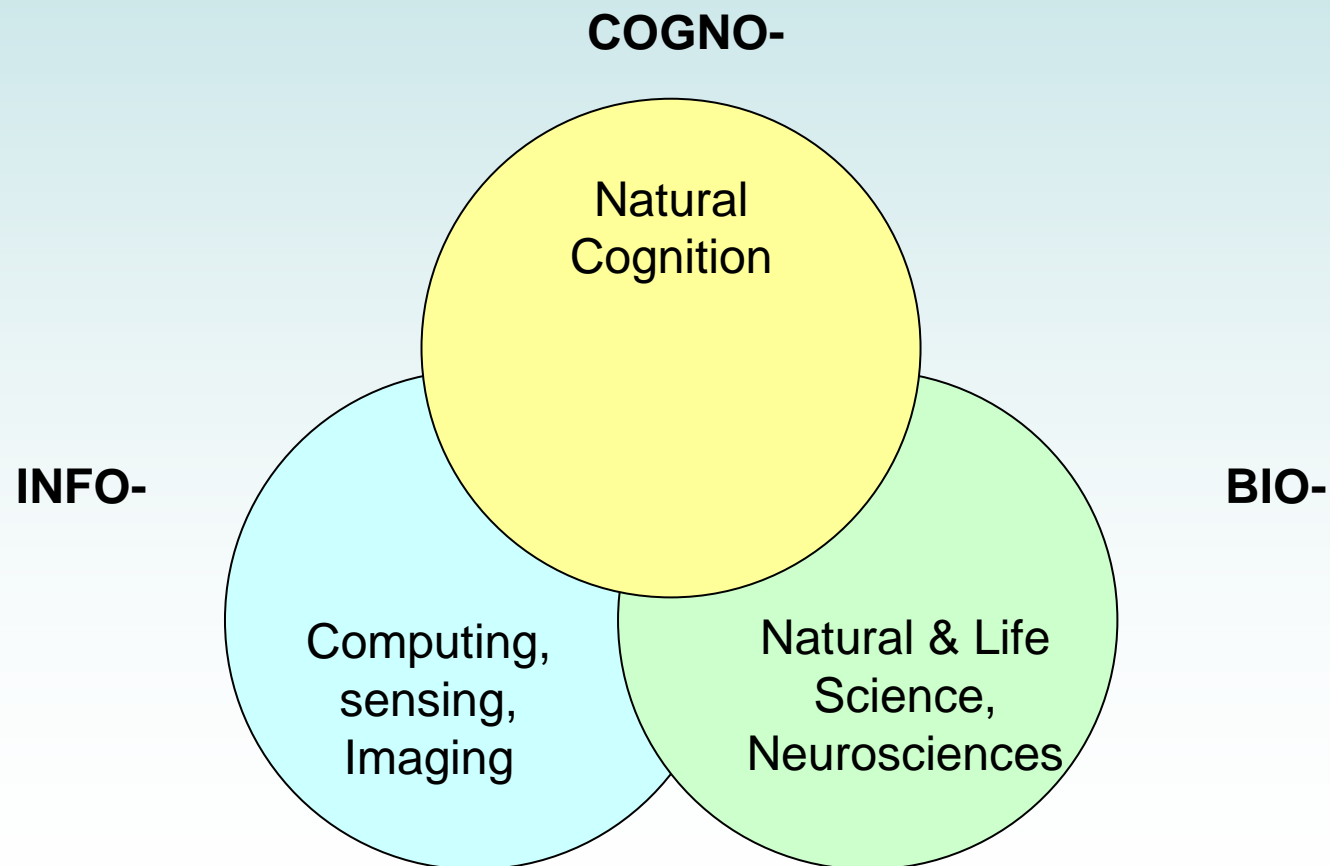 COGNO-
Natural
Cognition
INFO-
BIO-
Computing,
sensing,
Imaging
Natural & Life
Science,
Neurosciences